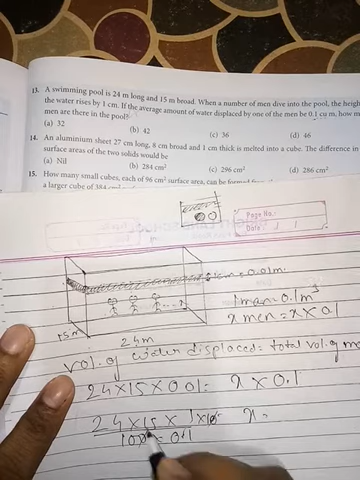 13. A swimming pool is 24 m long and 15 m broad. When a number of men dive into the pool, the heigh
the water rises by 1 cm. If the average amount of water displaced by one of the men be 0.1 cu m, how m
men are there in the pool?
(a) 32 (b) 42 (c) 36 (d) 46
14. An aluminium sheet 27 cm long, 8 cm broad and 1 cm thick is melted into a cube. The difference in
surface areas of the two solids would be
(a) Nil (b) 284 cm² (c) 296 cm² (d) 286 cm²
15. How many small cubes, each of 96 cm² surface area, can be formed from
a larger cube of 384
Page No.:
Date
1cm = 0.01m.
1 man = 0.1 m³
x men = x × 0.1
15m
24m
Vol. of water displaced = total vol. of m
24×15×0.01 = x × 0.1
24×15×1×10 x =
100 0.1